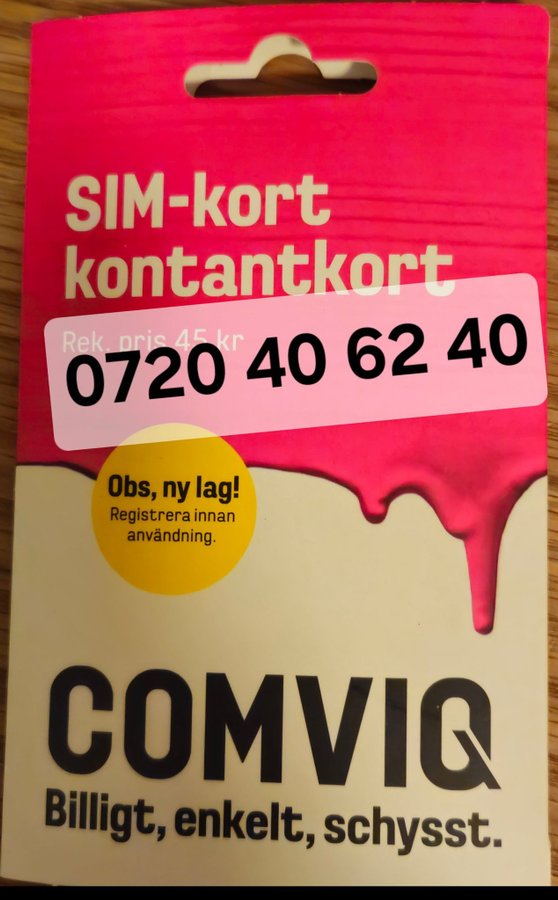 SIM-kort
kontantkort
Rek. pris 45 kr
0720 40 62 40
Obs, ny lag!
Registrera innan
användning.
COMVIQ
Billigt, enkelt, schysst.